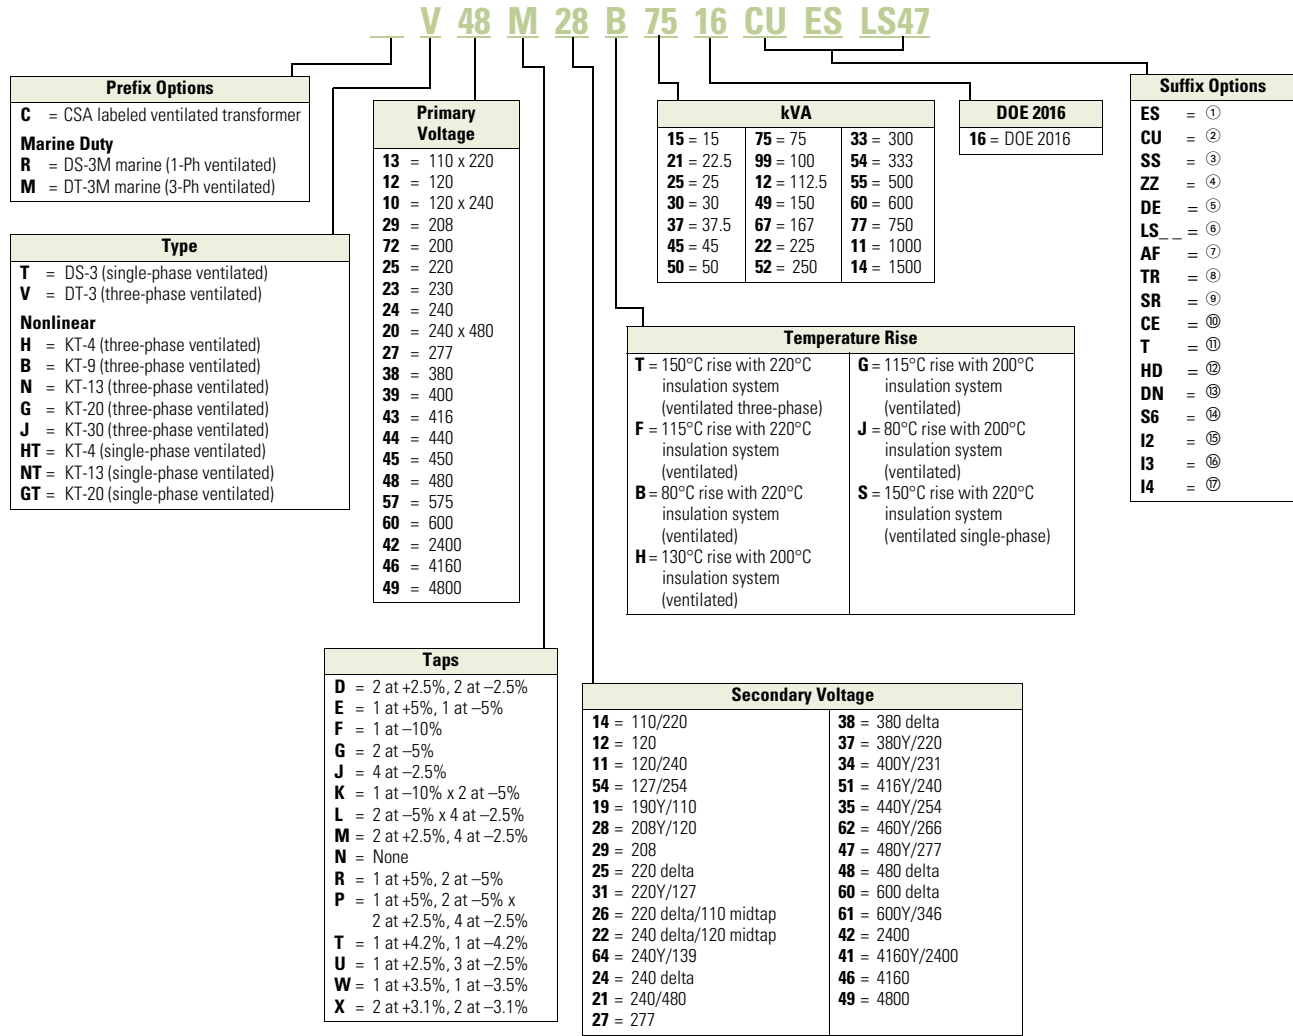 __ V 48 M 28 B 75 16 CU ES LS47
Prefix Options
C = CSA labeled ventilated transformer
Marine Duty
R = DS-3M marine (1-Ph ventilated)
M = DT-3M marine (3-Ph ventilated)
Type
T = DS-3 (single-phase ventilated)
V = DT-3 (three-phase ventilated)
Nonlinear
H = KT-4 (three-phase ventilated)
B = KT-9 (three-phase ventilated)
N = KT-13 (three-phase ventilated)
G = KT-20 (three-phase ventilated)
J = KT-30 (three-phase ventilated)
HT = KT-4 (single-phase ventilated)
NT = KT-13 (single-phase ventilated)
GT = KT-20 (single-phase ventilated)
Primary
Voltage
13 = 110 x 220
12 = 120
10 = 120 x 240
29 = 208
72 = 200
25 = 220
23 = 230
24 = 240
20 = 240 x 480
27 = 277
38 = 380
39 = 400
43 = 416
44 = 440
45 = 450
48 = 480
57 = 575
60 = 600
42 = 2400
46 = 4160
49 = 4800
kVA
15 = 15
21 = 22.5
25 = 25
30 = 30
37 = 37.5
45 = 45
50 = 50
75 = 75
99 = 100
12 = 112.5
49 = 150
67 = 167
22 = 225
52 = 250
33 = 300
54 = 333
55 = 500
60 = 600
77 = 750
11 = 1000
14 = 1500
DOE 2016
16 = DOE 2016
Suffix Options
ES = ①
CU = ②
SS = ③
ZZ = ④
DE = ⑤
LS_ _ = ⑥
AF = ⑦
TR = ⑧
SR = ⑨
CE = ⑩
T = ⑪
HD = ⑫
DN = ⑬
S6 = ⑭
I2 = ⑮
I3 = ⑯
I4 = ⑰
Temperature Rise
T = 150°C rise with 220°C
insulation system
(ventilated three-phase)
F = 115°C rise with 220°C
insulation system
(ventilated)
B = 80°C rise with 220°C
insulation system
(ventilated)
H = 130°C rise with 200°C
insulation system
(ventilated)
G = 115°C rise with 200°C
insulation system
(ventilated)
J = 80°C rise with 200°C
insulation system
(ventilated)
S = 150°C rise with 220°C
insulation system
(ventilated single-phase)
Taps
D = 2 at +2.5%, 2 at –2.5%
E = 1 at +5%, 1 at –5%
F = 1 at –10%
G = 2 at –5%
J = 4 at –2.5%
K = 1 at –10% x 2 at –5%
L = 2 at –5% x 4 at –2.5%
M = 2 at +2.5%, 4 at –2.5%
N = None
R = 1 at +5%, 2 at –5%
P = 1 at +5%, 2 at –5% x
2 at +2.5%, 4 at –2.5%
T = 1 at +4.2%, 1 at –4.2%
U = 1 at +2.5%, 3 at –2.5%
W = 1 at +3.5%, 1 at –3.5%
X = 2 at +3.1%, 2 at –3.1%
Secondary Voltage
14 = 110/220
12 = 120
11 = 120/240
54 = 127/254
19 = 190Y/110
28 = 208Y/120
29 = 208
25 = 220 delta
31 = 220Y/127
26 = 220 delta/110 midtap
22 = 240 delta/120 midtap
64 = 240Y/139
24 = 240 delta
21 = 240/480
27 = 277
38 = 380 delta
37 = 380Y/220
34 = 400Y/231
51 = 416Y/240
35 = 440Y/254
62 = 460Y/266
47 = 480Y/277
48 = 480 delta
60 = 600 delta
61 = 600Y/346
42 = 2400
41 = 4160Y/2400
46 = 4160
49 = 4800